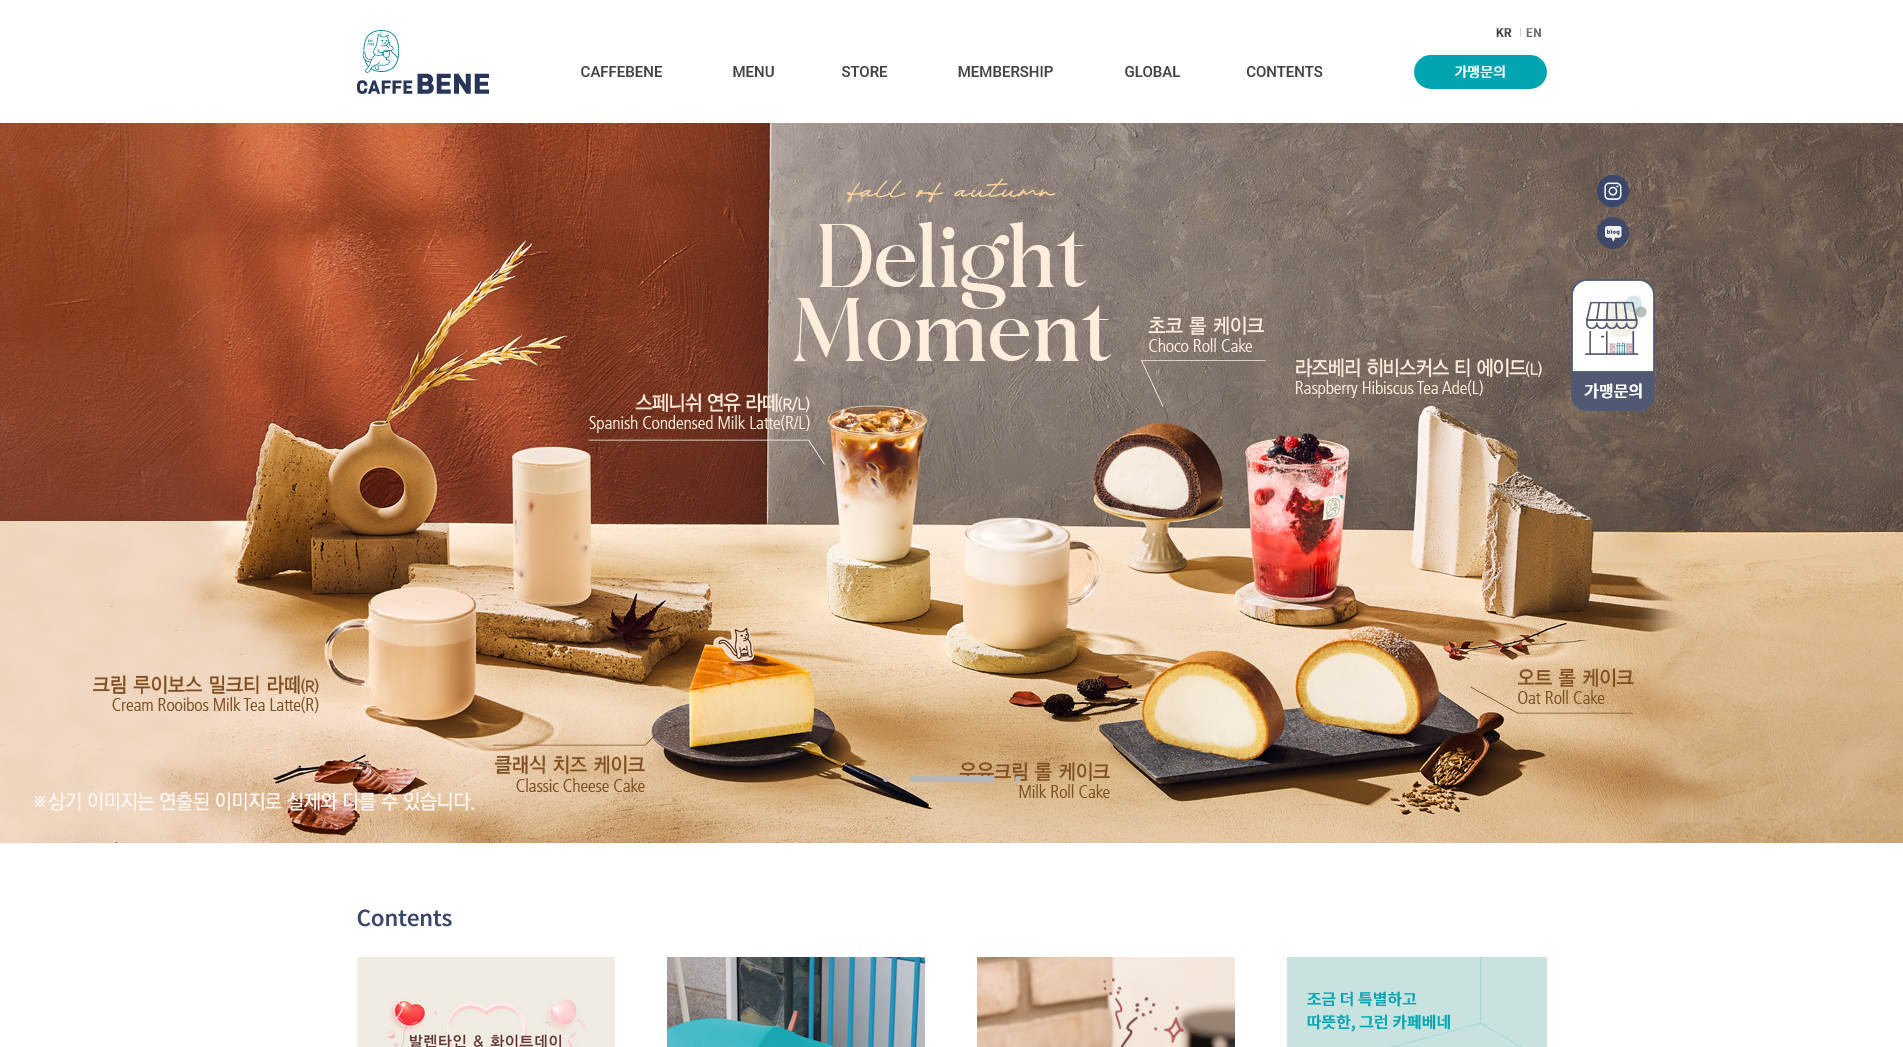 KR
EN
CAFFE BENE
CAFFEBENE
MENU
STORE
MEMBERSHIP
GLOBAL
CONTENTS
가맹문의
fall of autumn
Delight
Moment
blog
초코 롤 케이크
Choco Roll Cake
라즈베리 히비스커스 티 에이드(L)
Raspberry Hibiscus Tea Ade(L)
가맹문의
스페니쉬 연유 라떼(R/L)
Spanish Condensed Milk Latte(R/L)
크림 루이보스 밀크티 라떼(R)
Cream Rooibos Milk Tea Latte(R)
오트 롤 케이크
Oat Roll Cake
클래식 치즈 케이크
Classic Cheese Cake
우유크림 롤 케이크
Milk Roll Cake
※상기 이미지는 연출된 이미지로 실제와 다를 수 있습니다.
Contents
발렌타인 & 화이트데이
조금 더 특별하고
따뜻한, 그런 카페베네